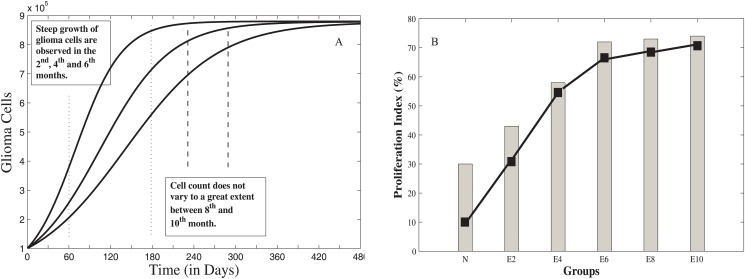 × 10⁵
9
8
7
6
5
4
3
2
1
Glioma Cells
Steep growth of
glioma cells are
observed in the
2nd, 4th and 6th
months.
A
Cell count does not
vary to a great extent
between 8th and
10th month.
0 60 120 180 240 300 360 420 480
Time (in Days)
B
80
70
60
50
40
30
20
10
0
Proliferation Index (%)
N E2 E4 E6 E8 E10
Groups